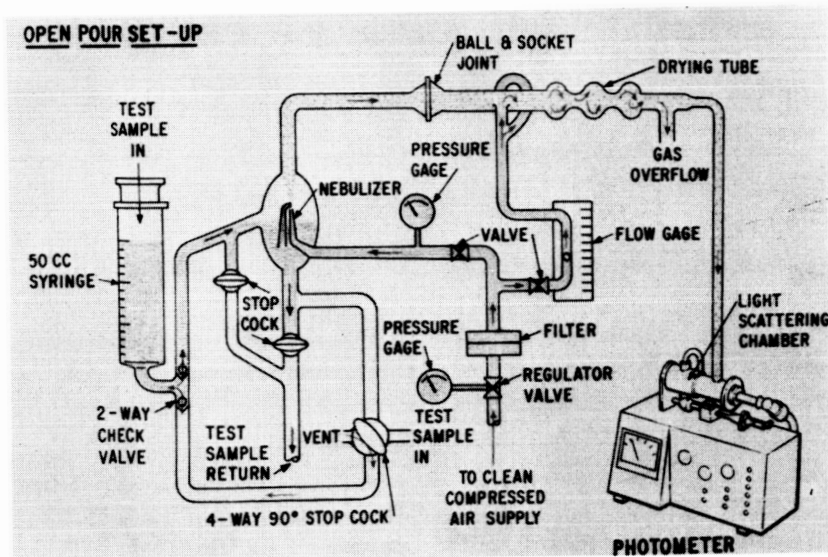 OPEN POUR SET-UP
BALL & SOCKET
JOINT
DRYING TUBE
TEST
SAMPLE
IN
PRESSURE
GAGE
GAS
OVERFLOW
NEBULIZER
VALVE
FLOW GAGE
50 CC
SYRINGE
STOP
COCK
LIGHT
SCATTERING
CHAMBER
FILTER
PRESSURE
GAGE
REGULATOR
VALVE
2-WAY
CHECK
VALVE
TEST
SAMPLE
RETURN
VENT
TEST
SAMPLE
IN
TO CLEAN
COMPRESSED
AIR SUPPLY
4-WAY 90° STOP COCK
PHOTOMETER